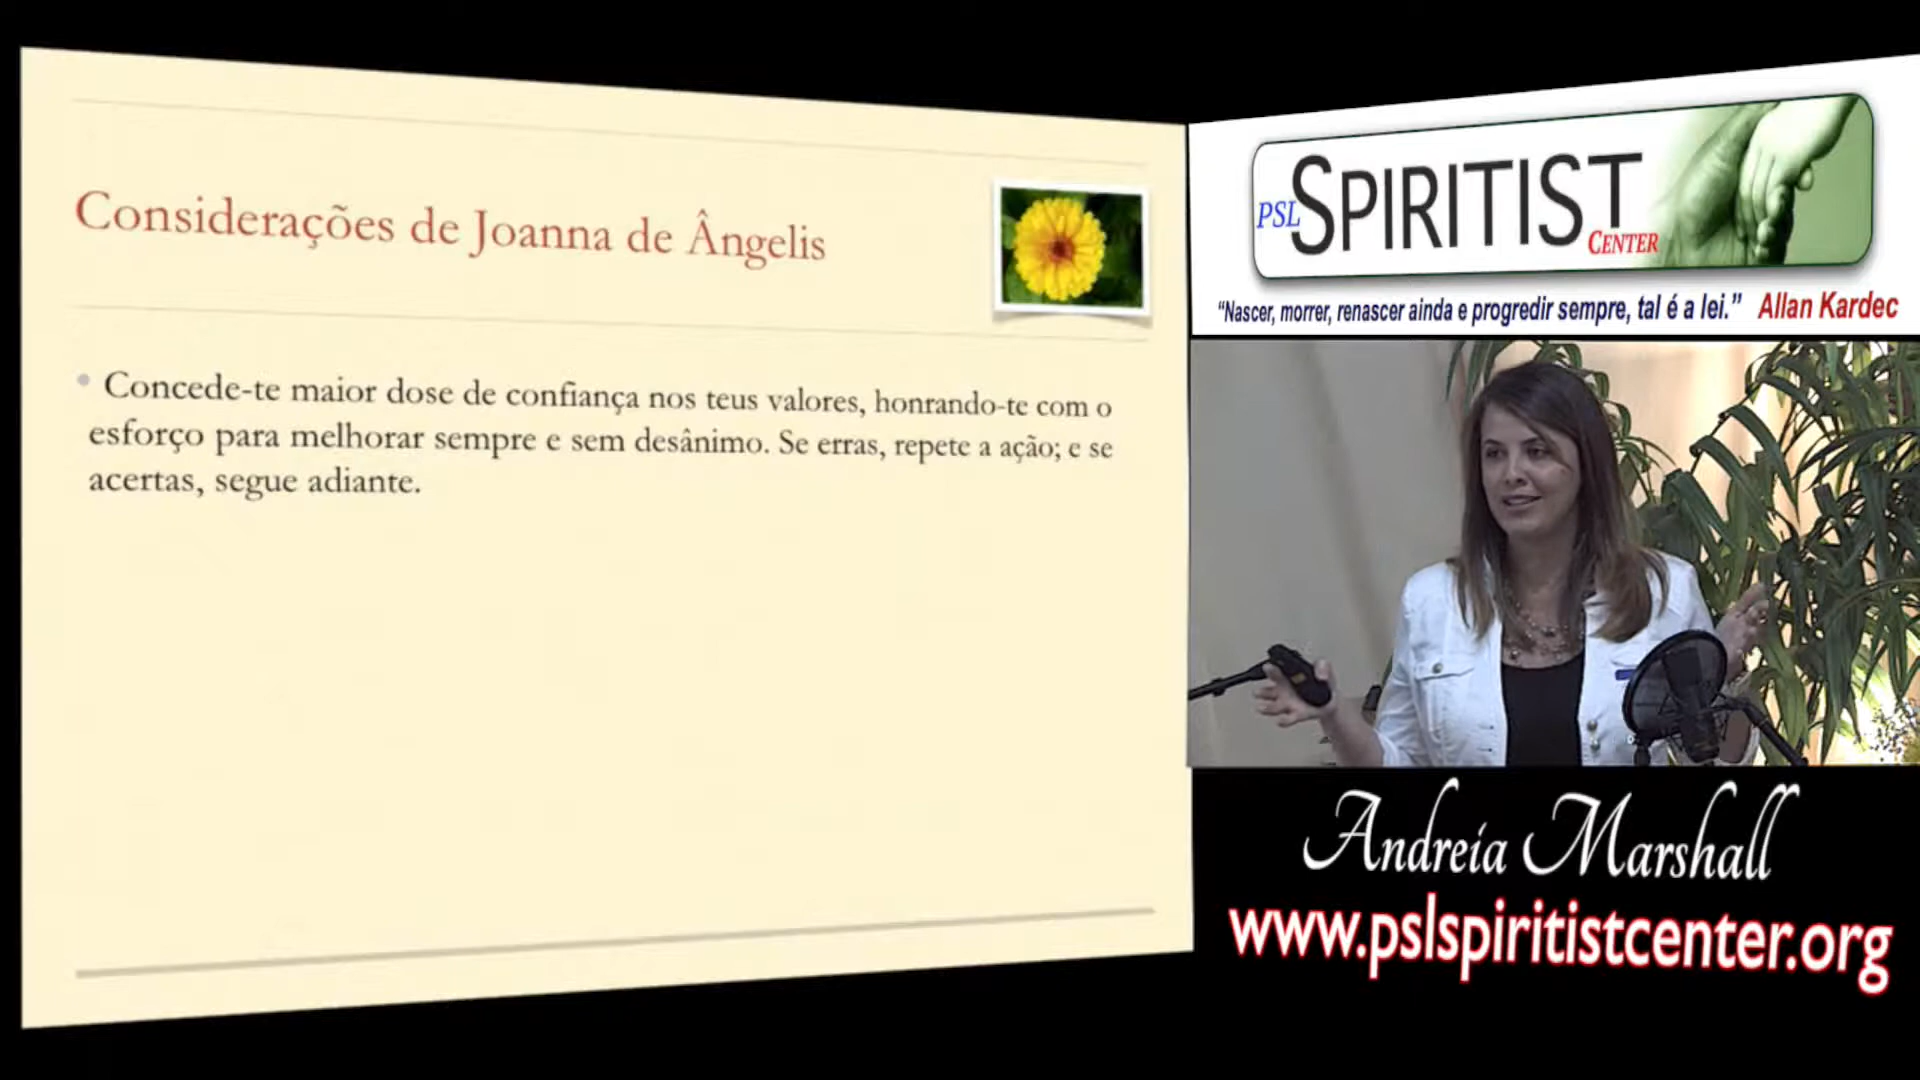 Considerações de Joanna de Ângelis
Concede-te maior dose de confiança nos teus valores, honrando-te com o
esforço para melhorar sempre e sem desânimo. Se erras, repete a ação; e se
acertas, segue adiante.
PSL SPIRITIST
CENTER
“Nascer, morrer, renascer ainda e progredir sempre, tal é a lei.” Allan Kardec
Andreia Marshall
www.pslspiritistcenter.org